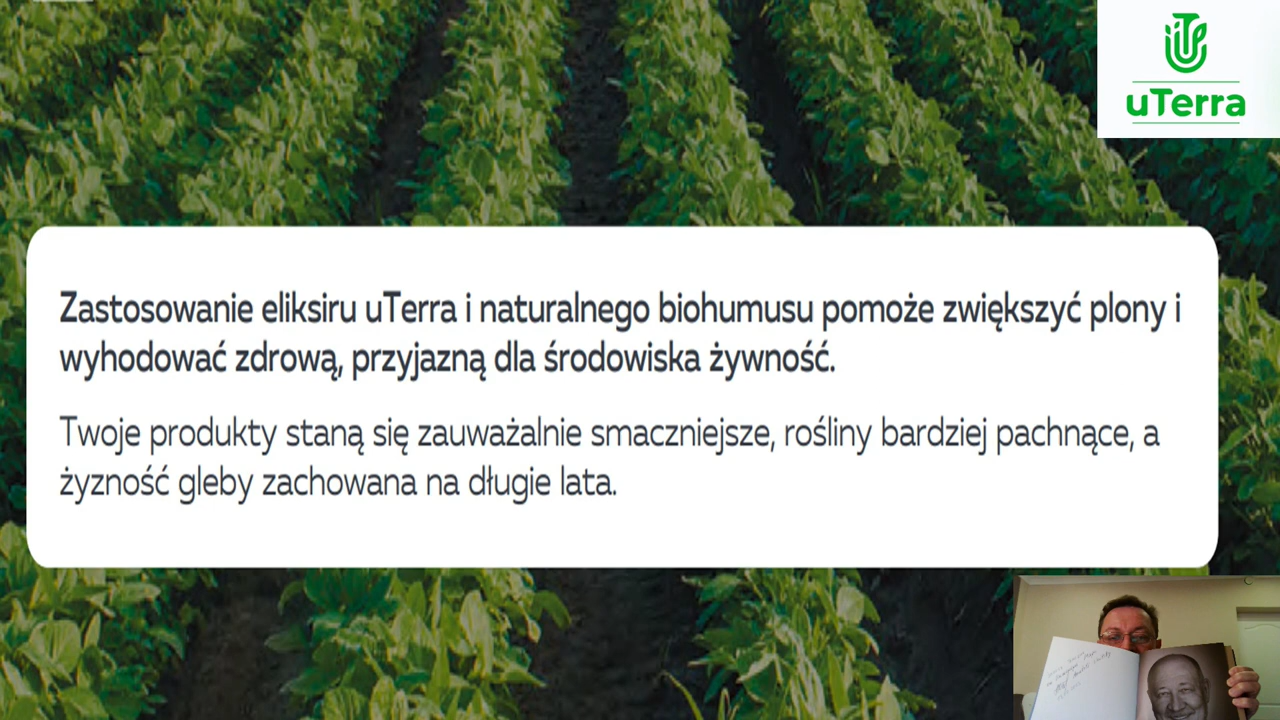 uTerra
Zastosowanie eliksiru uTerra i naturalnego biohumusu pomoże zwiększyć plony i
wyhodować zdrową, przyjazną dla środowiska żywność.
Twoje produkty staną się zauważalnie smaczniejsze, rośliny bardziej pachnące, a
żyzność gleby zachowana na długie lata.